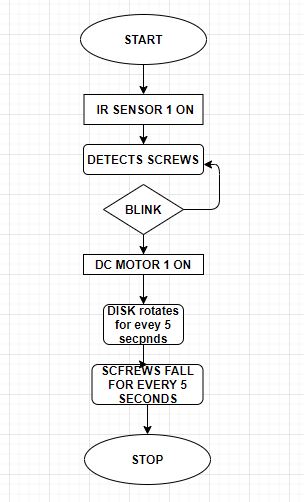 START
IR SENSOR 1 ON
DETECTS SCREWS
BLINK
DC MOTOR 1 ON
DISK rotates
for evey 5
secpnds
SCFREWS FALL
FOR EVERY 5
SECONDS
STOP